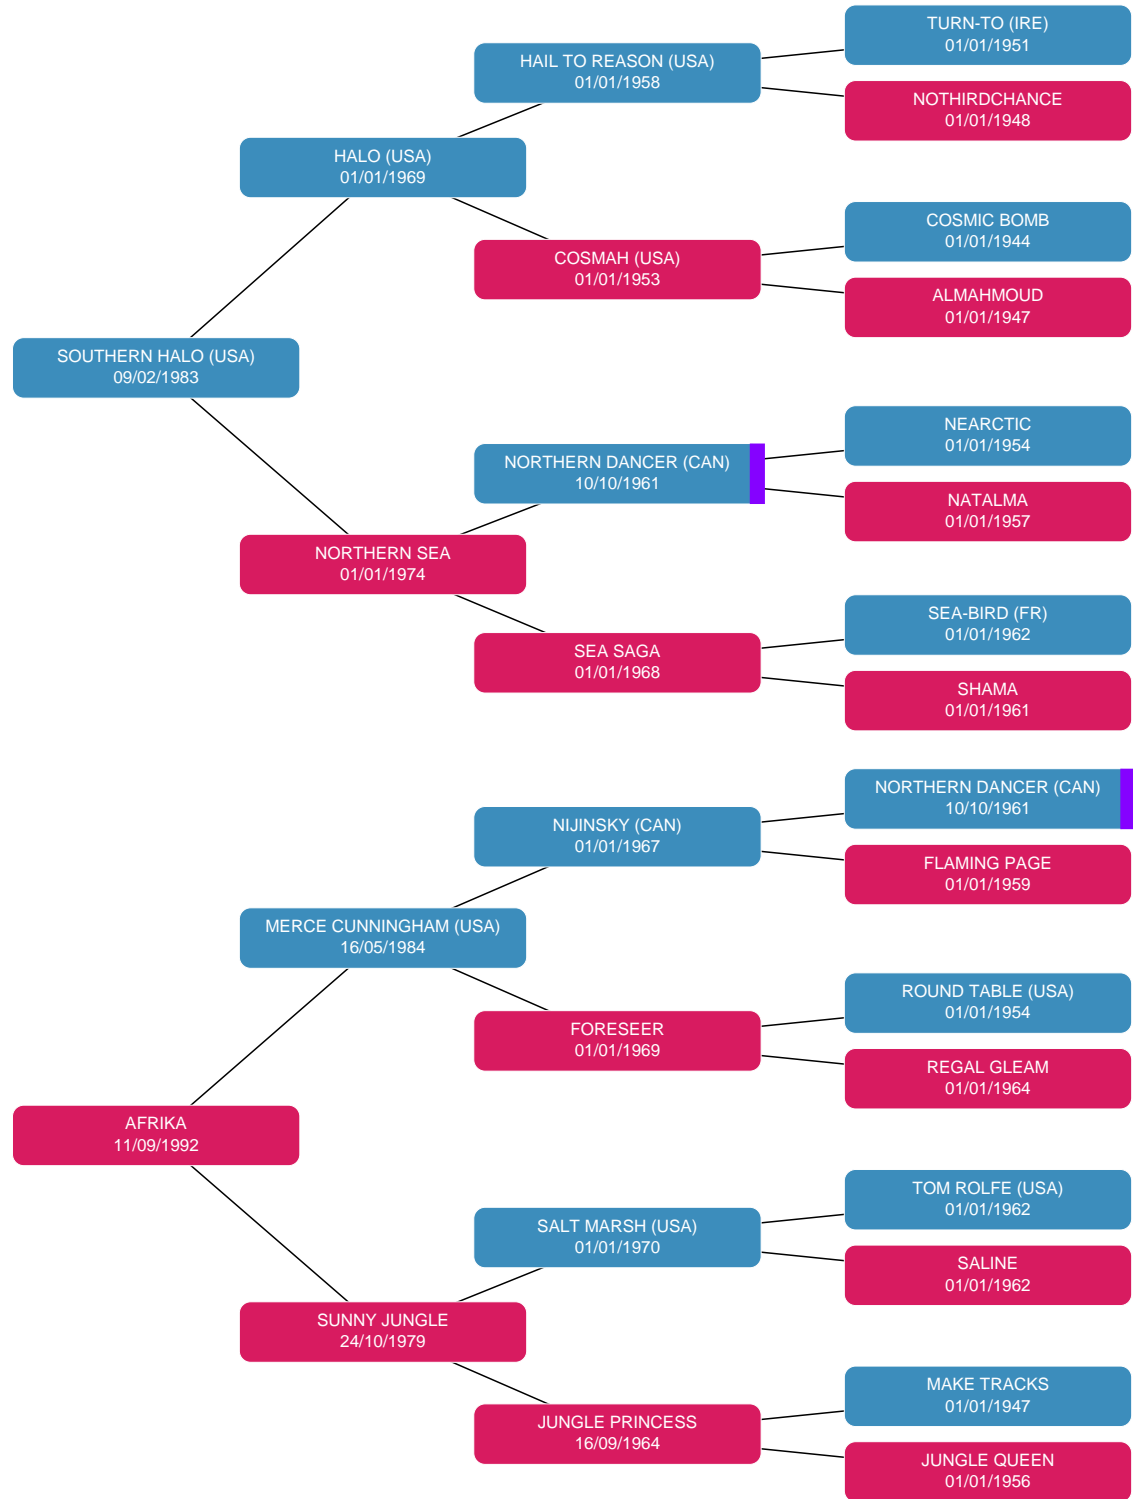 TURN-TO (IRE)
01/01/1951
HAIL TO REASON (USA)
01/01/1958
NOTHIRDCHANCE
01/01/1948
HALO (USA)
01/01/1969
COSMIC BOMB
01/01/1944
COSMAH (USA)
01/01/1953
ALMAHMOUD
01/01/1947
SOUTHERN HALO (USA)
09/02/1983
NEARCTIC
01/01/1954
NORTHERN DANCER (CAN)
10/10/1961
NATALMA
01/01/1957
NORTHERN SEA
01/01/1974
SEA-BIRD (FR)
01/01/1962
SEA SAGA
01/01/1968
SHAMA
01/01/1961
NORTHERN DANCER (CAN)
10/10/1961
NIJINSKY (CAN)
01/01/1967
FLAMING PAGE
01/01/1959
MERCE CUNNINGHAM (USA)
16/05/1984
ROUND TABLE (USA)
01/01/1954
FORESEER
01/01/1969
REGAL GLEAM
01/01/1964
AFRIKA
11/09/1992
TOM ROLFE (USA)
01/01/1962
SALT MARSH (USA)
01/01/1970
SALINE
01/01/1962
SUNNY JUNGLE
24/10/1979
MAKE TRACKS
01/01/1947
JUNGLE PRINCESS
16/09/1964
JUNGLE QUEEN
01/01/1956